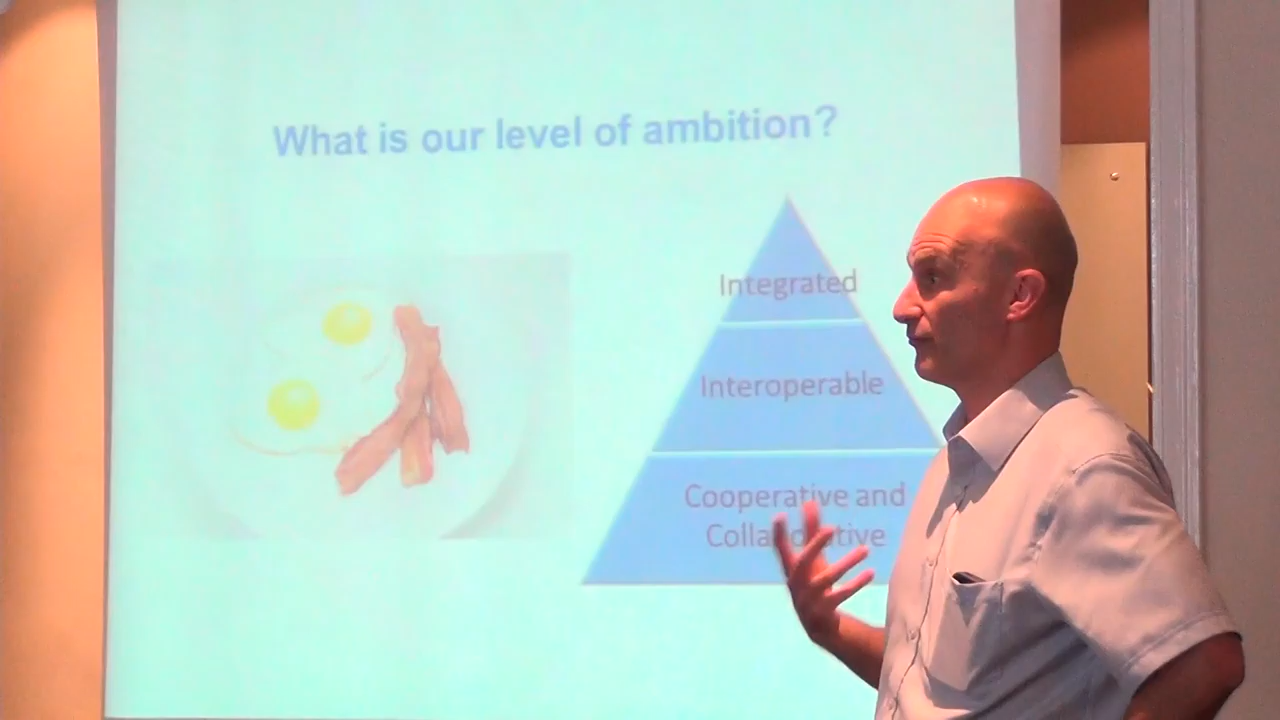 What is our level of ambition?
Integrated
Interoperable
Cooperative and